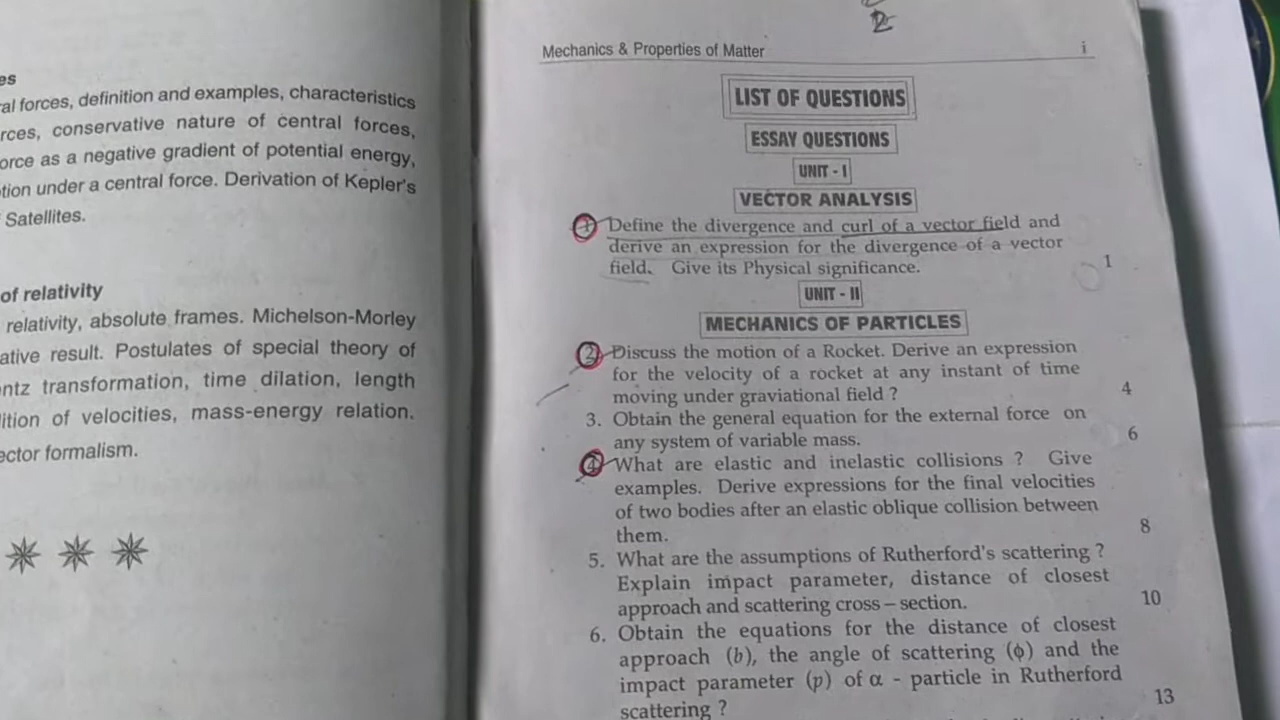 es
al forces, definition and examples, characteristics
rces, conservative nature of central forces,
orce as a negative gradient of potential energy,
tion under a central force. Derivation of Kepler's
Satellites.
of relativity
relativity, absolute frames. Michelson-Morley
ative result. Postulates of special theory of
ntz transformation, time dilation, length
lition of velocities, mass-energy relation.
ector formalism.
2
Mechanics & Properties of Matter i
LIST OF QUESTIONS
ESSAY QUESTIONS
UNIT - I
VECTOR ANALYSIS
1 Define the divergence and curl of a vector field and
derive an expression for the divergence of a vector
field. Give its Physical significance. 1
UNIT - II
MECHANICS OF PARTICLES
2 Discuss the motion of a Rocket. Derive an expression
for the velocity of a rocket at any instant of time
moving under graviational field ? 4
3. Obtain the general equation for the external force on
any system of variable mass. 6
4 What are elastic and inelastic collisions ? Give
examples. Derive expressions for the final velocities
of two bodies after an elastic oblique collision between
them. 8
5. What are the assumptions of Rutherford's scattering ?
Explain impact parameter, distance of closest
approach and scattering cross – section. 10
6. Obtain the equations for the distance of closest
approach (b), the angle of scattering (ϕ) and the
impact parameter (p) of α - particle in Rutherford
scattering ? 13